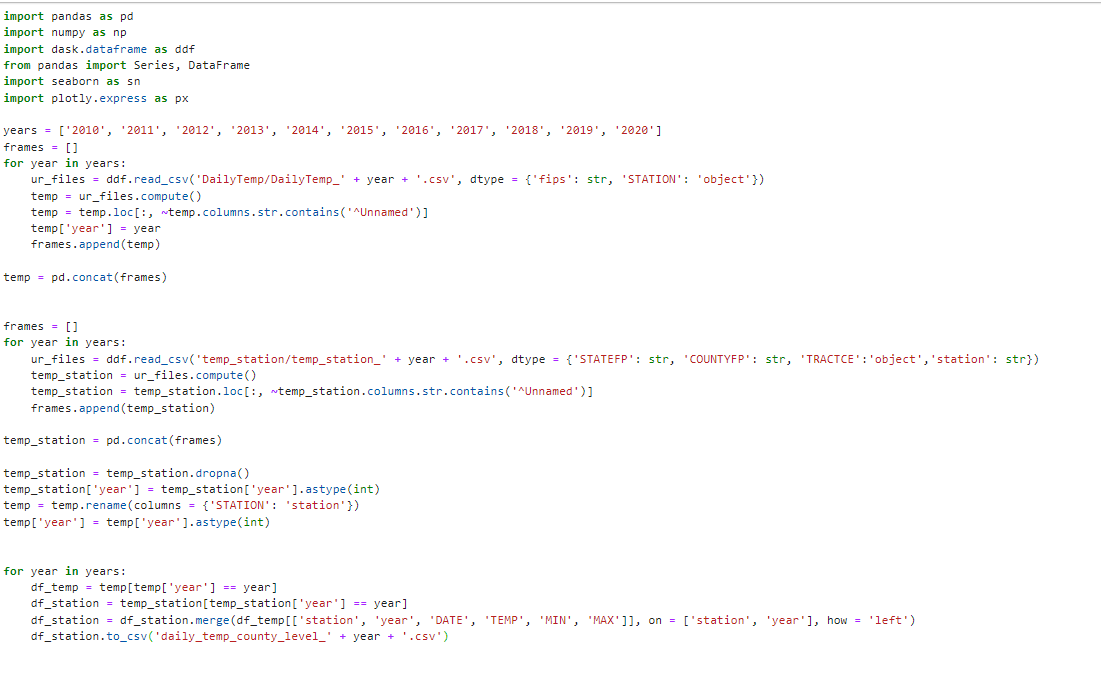 import pandas as pd
import numpy as np
import dask.dataframe as ddf
from pandas import Series, DataFrame
import seaborn as sn
import plotly.express as px
years = ['2010', '2011', '2012', '2013', '2014', '2015', '2016', '2017', '2018', '2019', '2020']
frames = []
for year in years:
    ur_files = ddf.read_csv('DailyTemp/DailyTemp_' + year + '.csv', dtype = {'fips': str, 'STATION': 'object'})
    temp = ur_files.compute()
    temp = temp.loc[:, ~temp.columns.str.contains('^Unnamed')]
    temp['year'] = year
    frames.append(temp)
temp = pd.concat(frames)
frames = []
for year in years:
    ur_files = ddf.read_csv('temp_station/temp_station_' + year + '.csv', dtype = {'STATEFP': str, 'COUNTYFP': str, 'TRACTCE':'object','station': str})
    temp_station = ur_files.compute()
    temp_station = temp_station.loc[:, ~temp_station.columns.str.contains('^Unnamed')]
    frames.append(temp_station)
temp_station = pd.concat(frames)
temp_station = temp_station.dropna()
temp_station['year'] = temp_station['year'].astype(int)
temp = temp.rename(columns = {'STATION': 'station'})
temp['year'] = temp['year'].astype(int)
for year in years:
    df_temp = temp[temp['year'] == year]
    df_station = temp_station[temp_station['year'] == year]
    df_station = df_station.merge(df_temp[['station', 'year', 'DATE', 'TEMP', 'MIN', 'MAX']], on = ['station', 'year'], how = 'left')
    df_station.to_csv('daily_temp_county_level_' + year + '.csv')